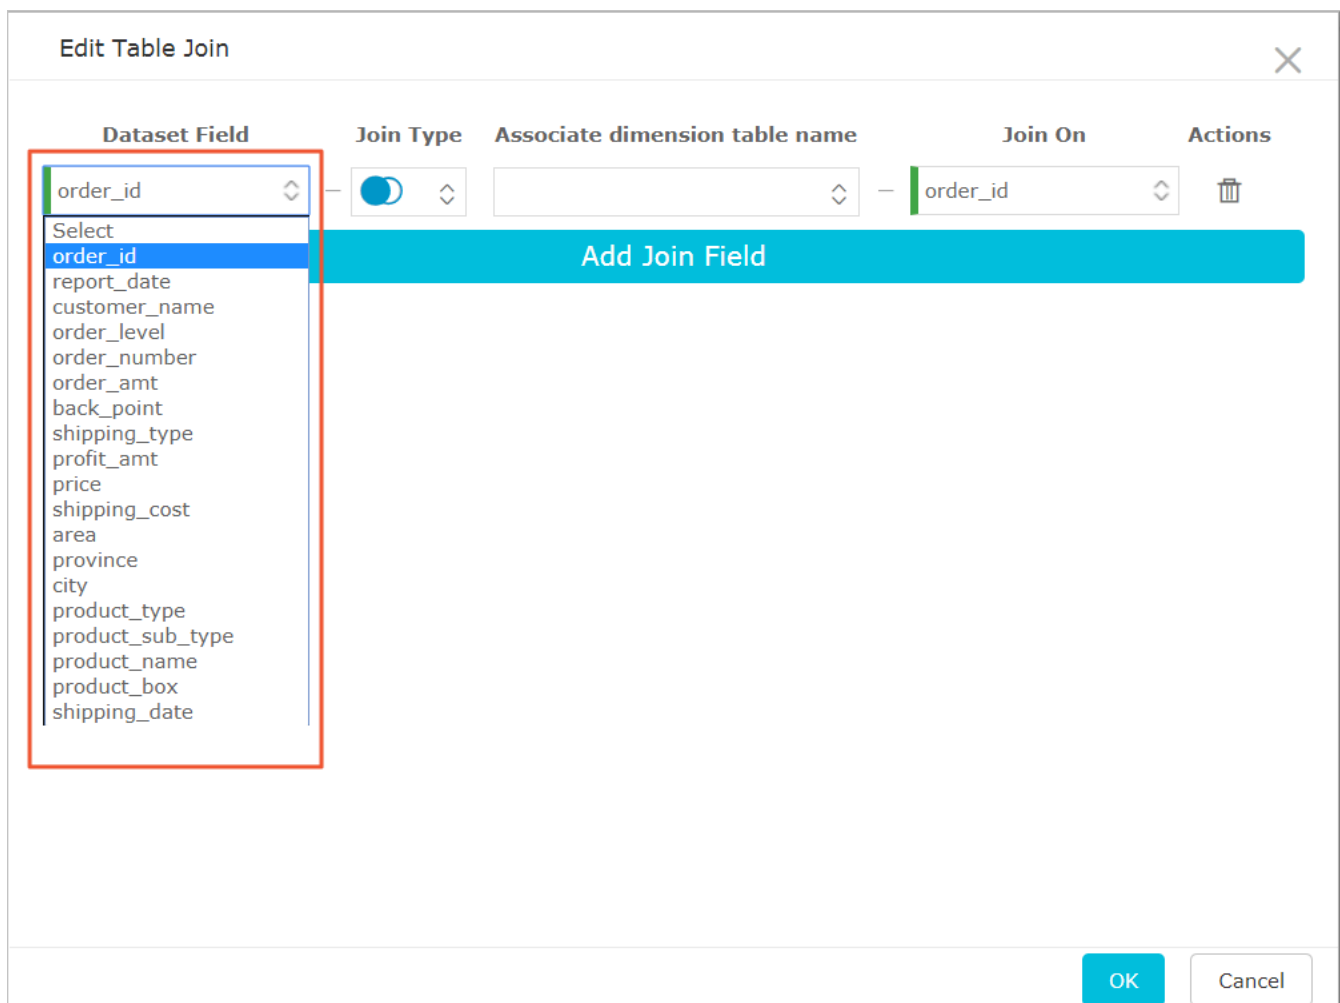 Edit Table Join
Dataset Field Join Type Associate dimension table name Join On Actions
order_id order_id
Select
order_id
Add Join Field
report_date
customer_name
order_level
order_number
order_amt
back_point
shipping_type
profit_amt
price
shipping_cost
area
province
city
product_type
product_sub_type
product_name
product_box
shipping_date
OK Cancel